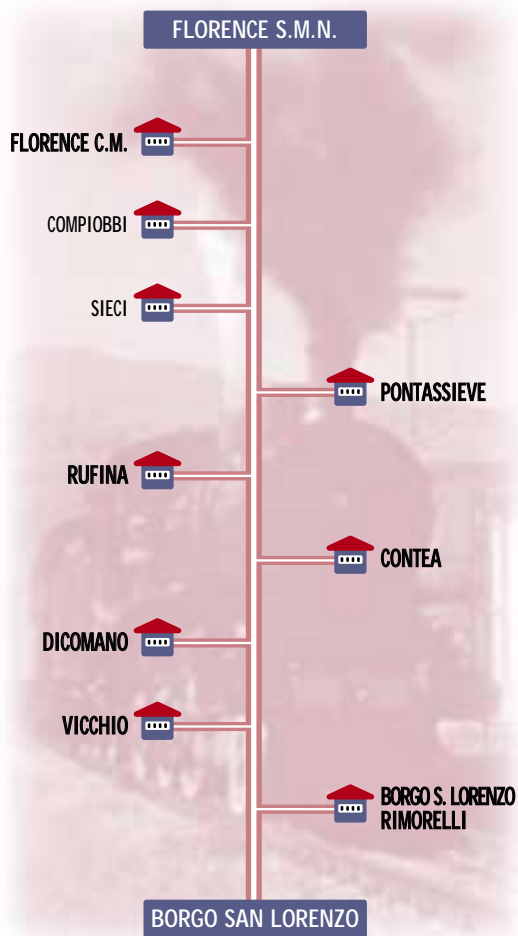 FLORENCE S.M.N.
FLORENCE C.M.
COMPIOBBI
SIECI
PONTASSIEVE
RUFINA
CONTEA
DICOMANO
VICCHIO
BORGO S. LORENZO
RIMORELLI
BORGO SAN LORENZO